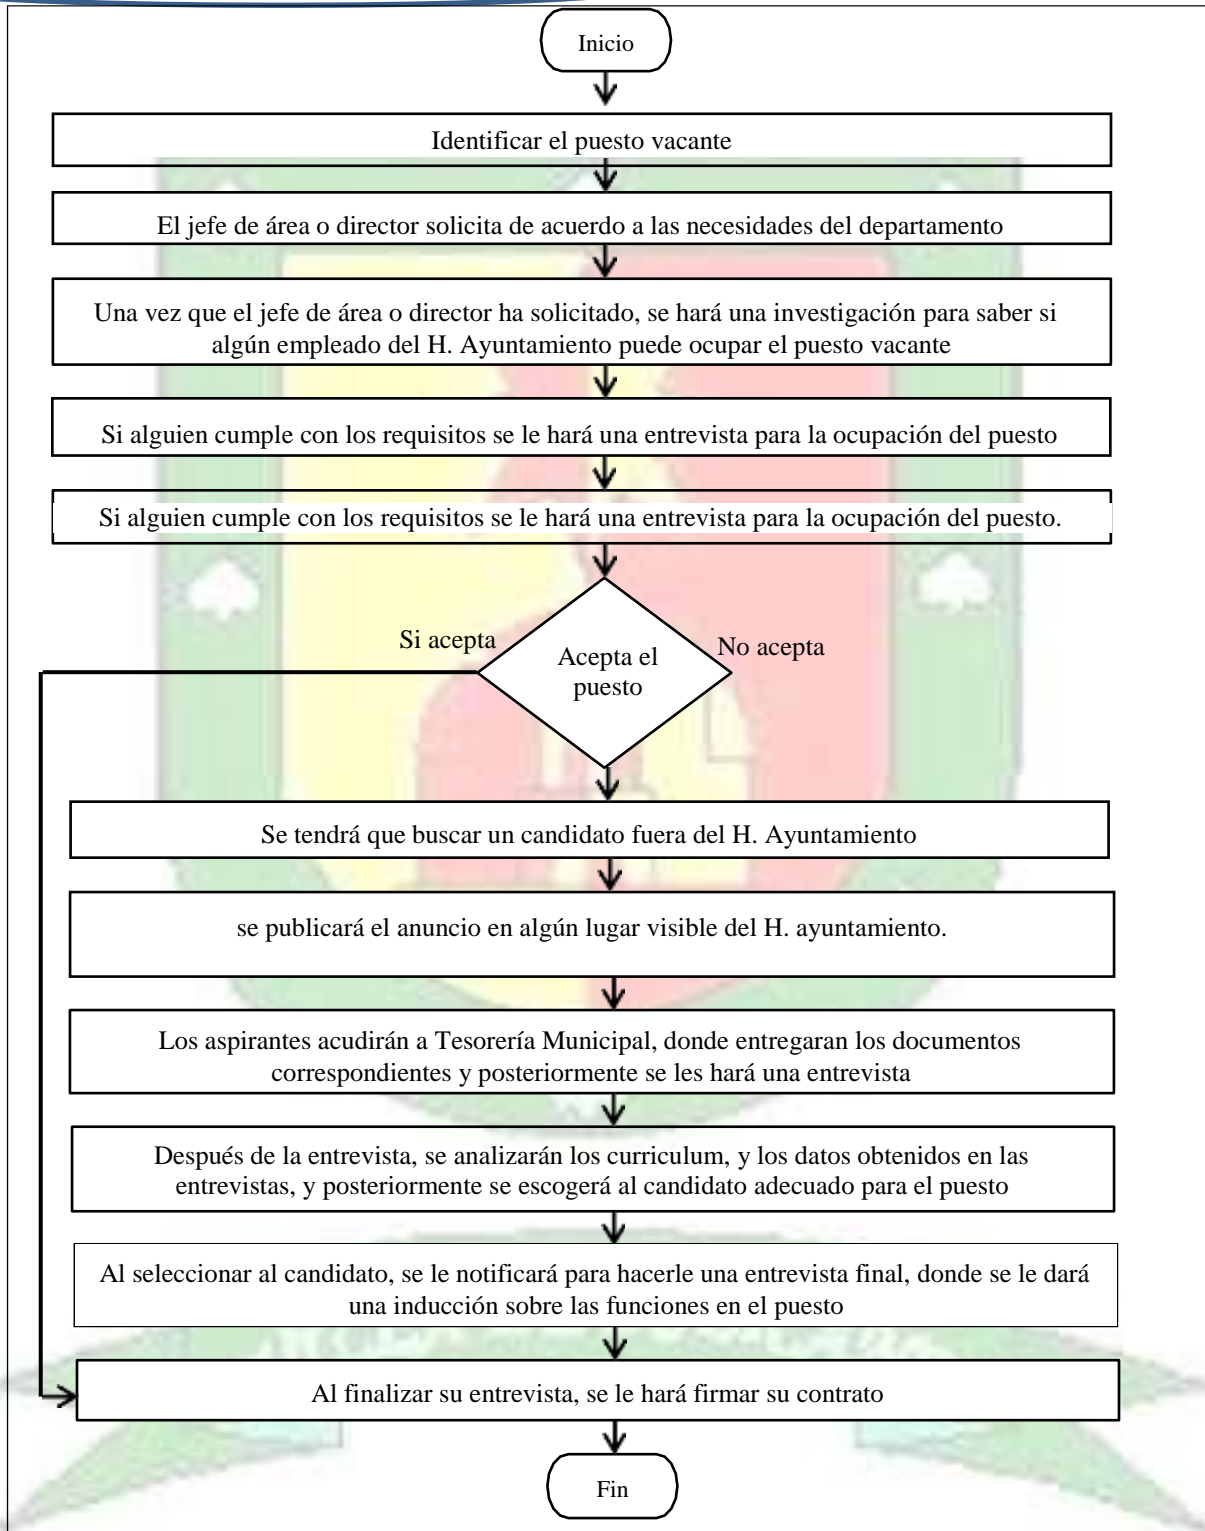 Inicio
Identificar el puesto vacante
El jefe de área o director solicita de acuerdo a las necesidades del departamento
Una vez que el jefe de área o director ha solicitado, se hará una investigación para saber si
algún empleado del H. Ayuntamiento puede ocupar el puesto vacante
Si alguien cumple con los requisitos se le hará una entrevista para la ocupación del puesto
Si alguien cumple con los requisitos se le hará una entrevista para la ocupación del puesto.
Si acepta
Acepta el
puesto
No acepta
Se tendrá que buscar un candidato fuera del H. Ayuntamiento
se publicará el anuncio en algún lugar visible del H. ayuntamiento.
Los aspirantes acudirán a Tesorería Municipal, donde entregaran los documentos
correspondientes y posteriormente se les hará una entrevista
Después de la entrevista, se analizarán los curriculum, y los datos obtenidos en las
entrevistas, y posteriormente se escogerá al candidato adecuado para el puesto
Al seleccionar al candidato, se le notificará para hacerle una entrevista final, donde se le dará
una inducción sobre las funciones en el puesto
Al finalizar su entrevista, se le hará firmar su contrato
Fin